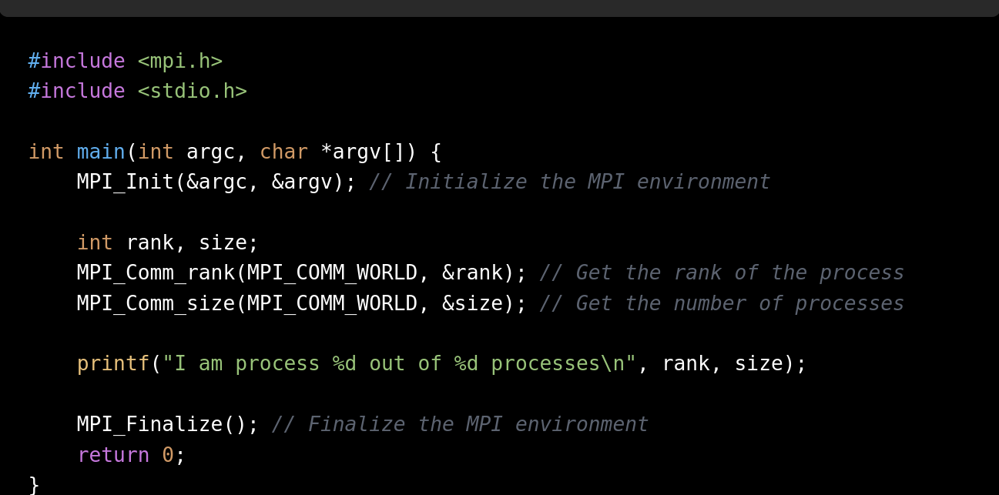 #include <mpi.h>
#include <stdio.h>

int main(int argc, char *argv[]) {
    MPI_Init(&argc, &argv); // Initialize the MPI environment

    int rank, size;
    MPI_Comm_rank(MPI_COMM_WORLD, &rank); // Get the rank of the process
    MPI_Comm_size(MPI_COMM_WORLD, &size); // Get the number of processes

    printf("I am process %d out of %d processes\n", rank, size);

    MPI_Finalize(); // Finalize the MPI environment
    return 0;
}